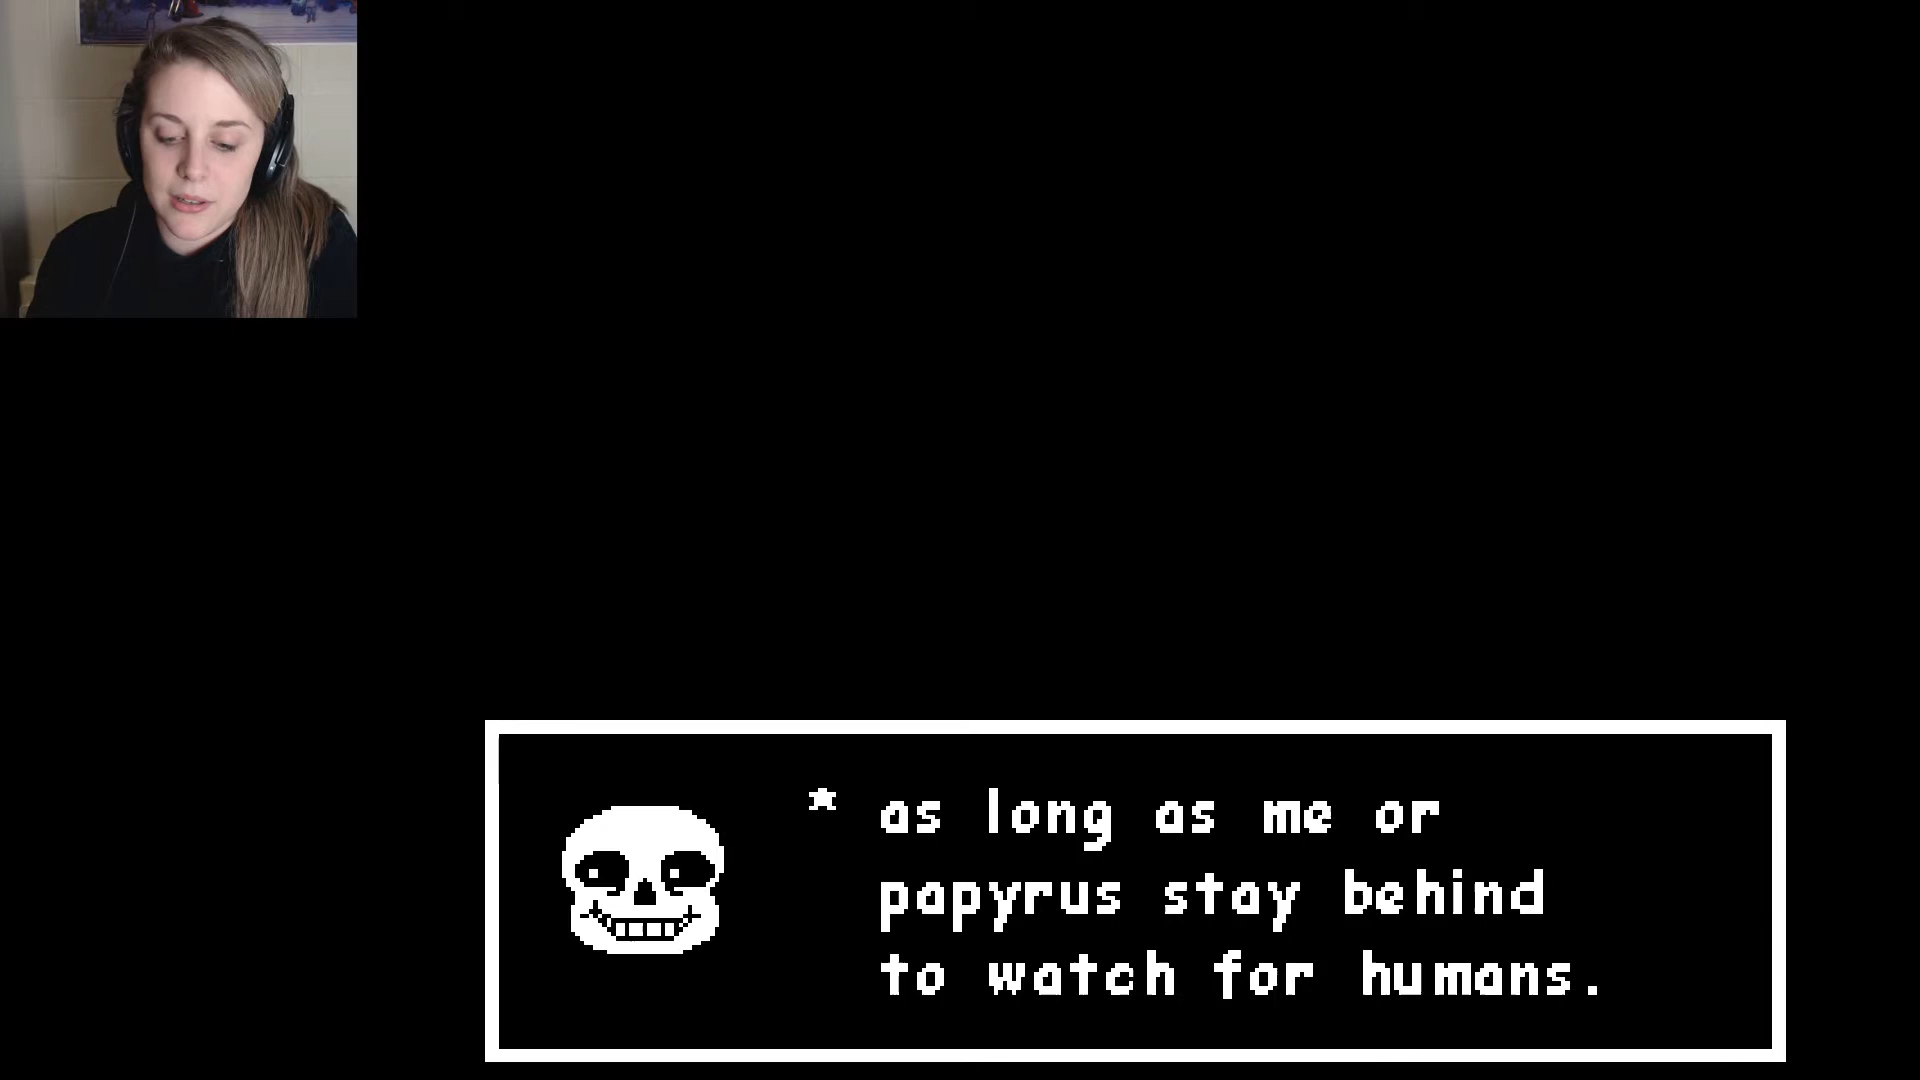 * as long as me or
papyrus stay behind
to watch for humans.